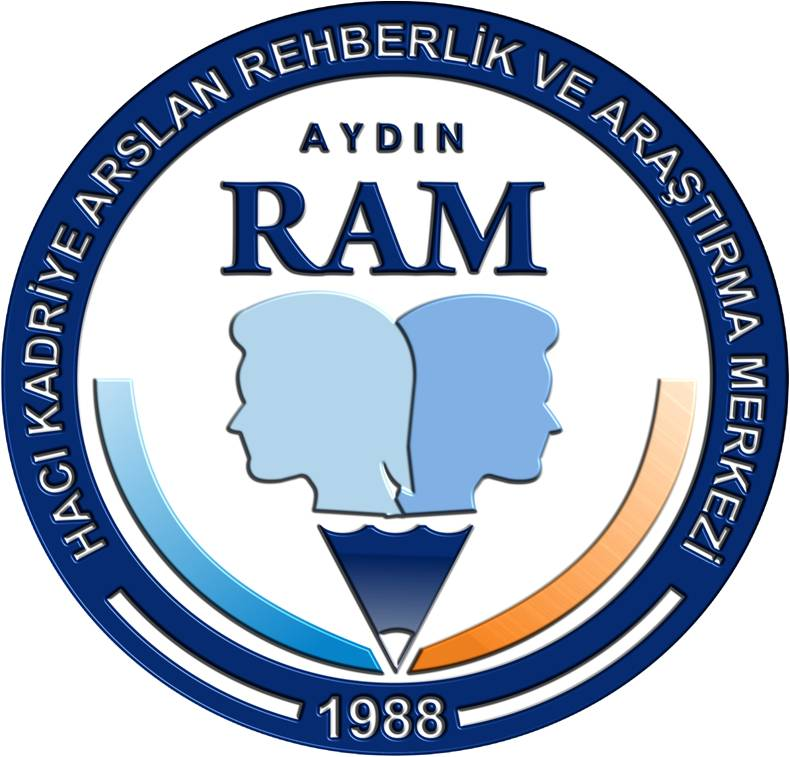 HACI KADRİYE ARSLAN REHBERLİK VE ARAŞTIRMA MERKEZİ
AYDIN
RAM
1988